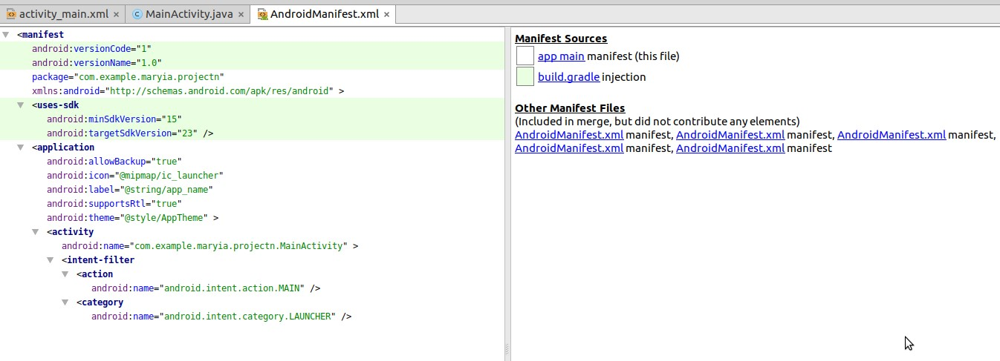 activity_main.xml × MainActivity.java × AndroidManifest.xml ×
<manifest
android:versionCode="1"
android:versionName="1.0"
package="com.example.maryia.projectn"
xmlns:android="http://schemas.android.com/apk/res/android" >
<uses-sdk
android:minSdkVersion="15"
android:targetSdkVersion="23" />
<application
android:allowBackup="true"
android:icon="@mipmap/ic_launcher"
android:label="@string/app_name"
android:supportsRtl="true"
android:theme="@style/AppTheme" >
<activity
android:name="com.example.maryia.projectn.MainActivity" >
<intent-filter
<action
android:name="android.intent.action.MAIN" />
<category
android:name="android.intent.category.LAUNCHER" />
Manifest Sources
app main manifest (this file)
build.gradle injection
Other Manifest Files
(Included in merge, but did not contribute any elements)
AndroidManifest.xml manifest, AndroidManifest.xml manifest, AndroidManifest.xml manifest,
AndroidManifest.xml manifest, AndroidManifest.xml manifest